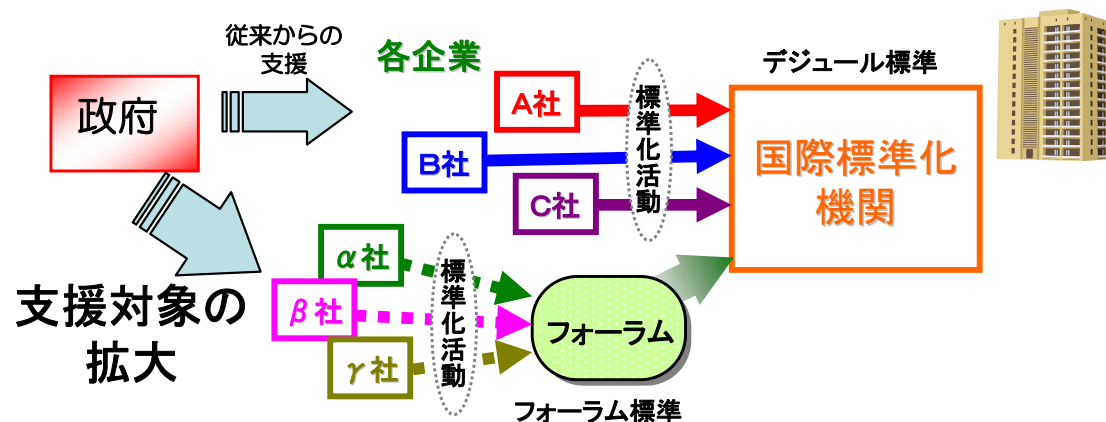 従来からの
支援
各企業
デジュール標準
政府
A社
B社
C社
標準化活動
国際標準化
機関
α社
β社
γ社
標準化活動
支援対象の
拡大
フォーラム
フォーラム標準